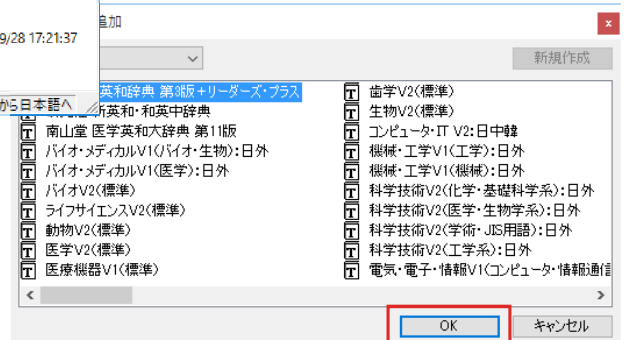 追加
9/28 17:21:37
新規作成
から日本語へ
英和辞典 第3版+リーダーズ・プラス
新英和・和英中辞典
南山堂 医学英和大辞典 第11版
バイオ・メディカルV1(バイオ・生物):日外
バイオ・メディカルV1(医学):日外
バイオV2(標準)
ライフサイエンスV2(標準)
動物V2(標準)
医学V2(標準)
医療機器V1(標準)
歯学V2(標準)
生物V2(標準)
コンピュータ・IT V2:日中韓
機械・工学V1(工学):日外
機械・工学V1(機械):日外
科学技術V2(化学・基礎科学系):日外
科学技術V2(医学・生物学系):日外
科学技術V2(学術・JIS用語):日外
科学技術V2(工学系):日外
電気・電子・情報V1(コンピュータ・情報通信
OK
キャンセル